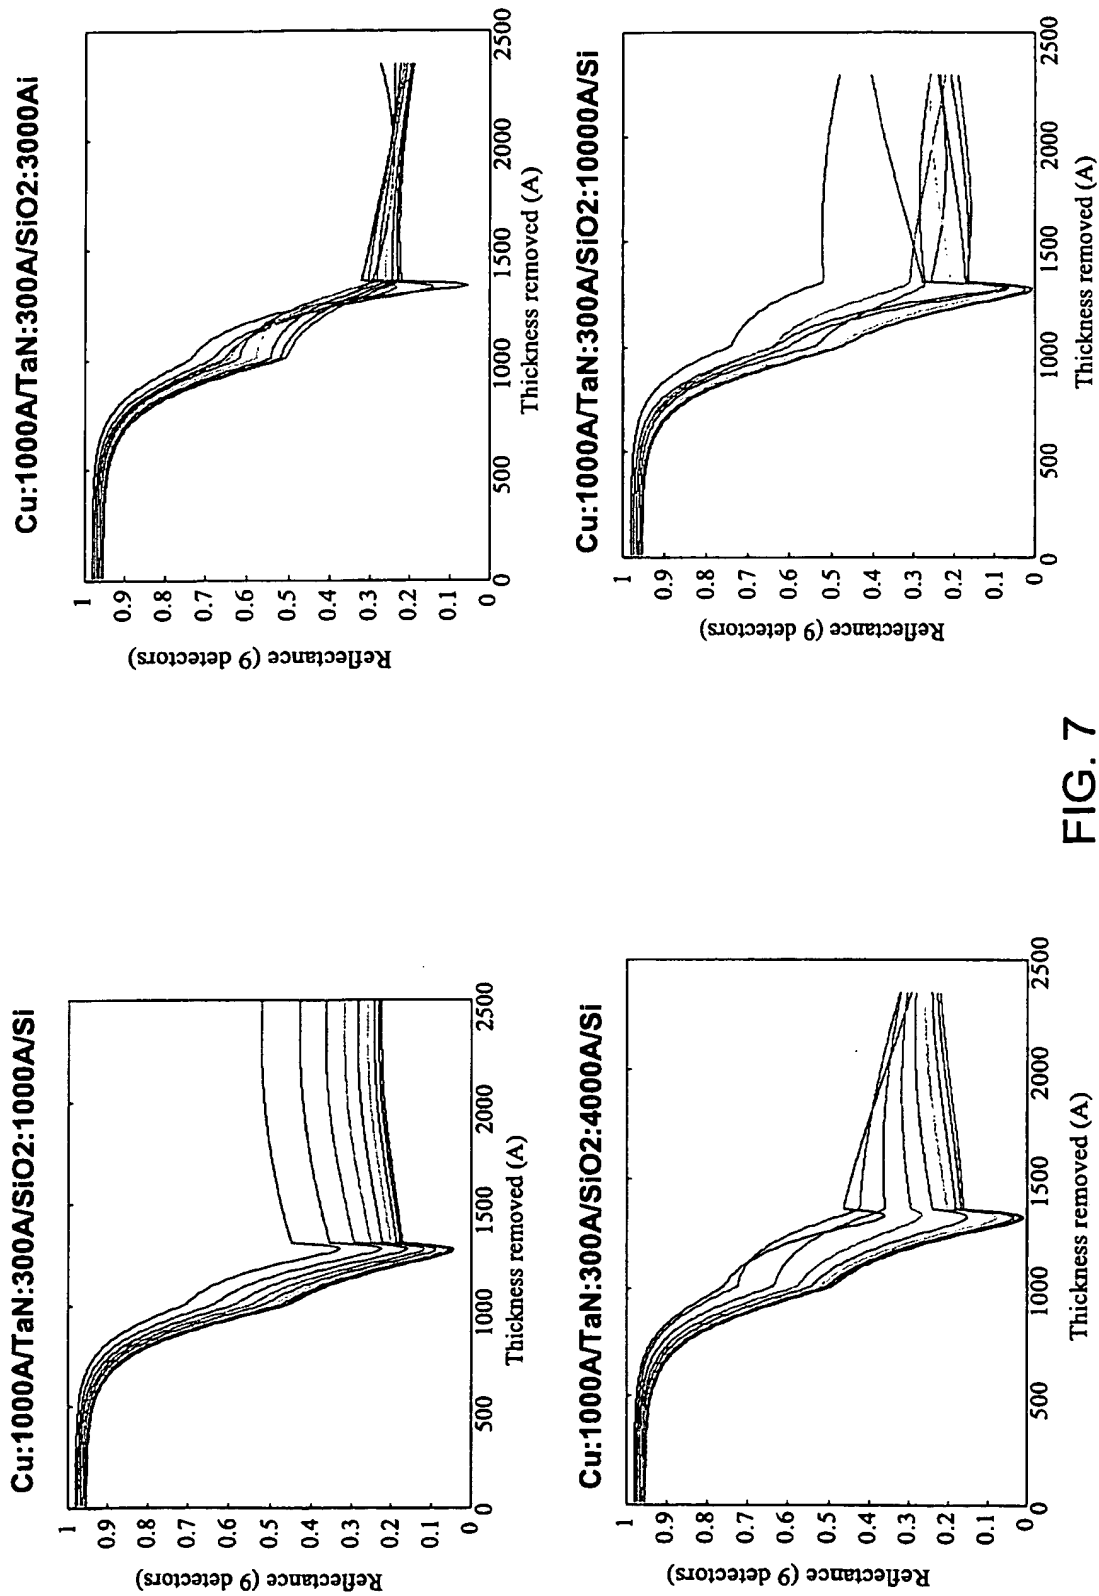 Cu:1000A/TaN:300A/SiO2:1000A/Si
Reflectance (9 detectors)
1
0.9
0.8
0.7
0.6
0.5
0.4
0.3
0.2
0.1
0
0 500 1000 1500 2000 2500
Thickness removed (A)
Cu:1000A/TaN:300A/SiO2:3000Ai
Reflectance (9 detectors)
1
0.9
0.8
0.7
0.6
0.5
0.4
0.3
0.2
0.1
0
0 500 1000 1500 2000 2500
Thickness removed (A)
Cu:1000A/TaN:300A/SiO2:4000A/Si
Reflectance (9 detectors)
1
0.9
0.8
0.7
0.6
0.5
0.4
0.3
0.2
0.1
0
0 500 1000 1500 2000 2500
Thickness removed (A)
Cu:1000A/TaN:300A/SiO2:10000A/Si
Reflectance (9 detectors)
1
0.9
0.8
0.7
0.6
0.5
0.4
0.3
0.2
0.1
0
0 500 1000 1500 2000 2500
Thickness removed (A)
FIG. 7